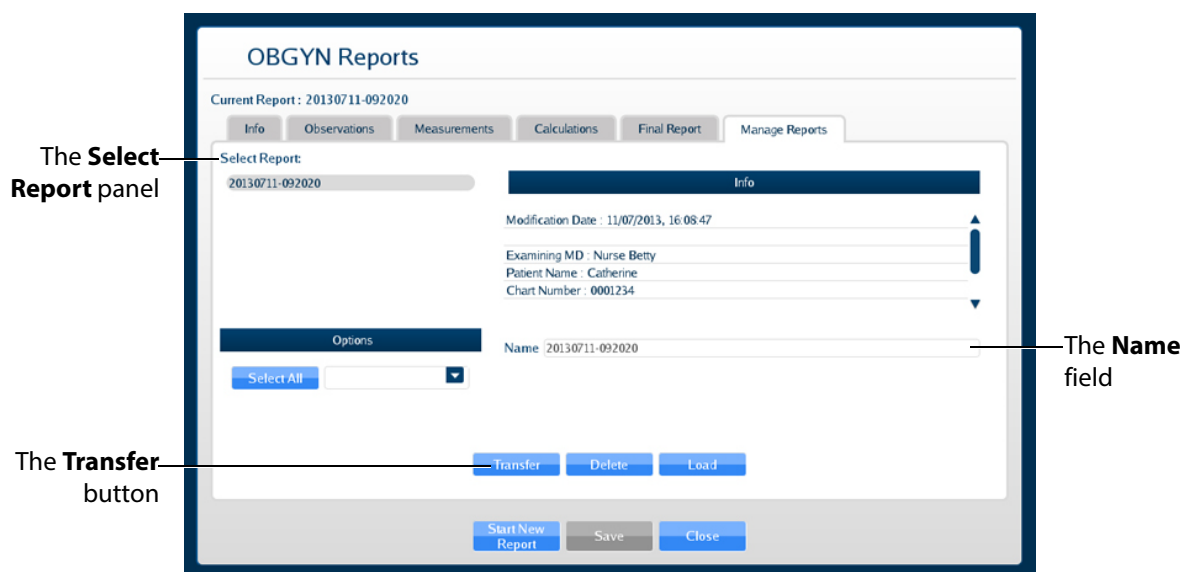 OBGYN Reports
Current Report : 20130711-092020
Info Observations Measurements Calculations Final Report Manage Reports
The Select
Report panel
Select Report:
20130711-092020
Info
Modification Date : 11/07/2013, 16:08:47
Examining MD : Nurse Betty
Patient Name : Catherine
Chart Number : 0001234
Options
Name 20130711-092020
The Name
field
Select All
The Transfer
button
Transfer Delete Load
Start New
Report
Save Close